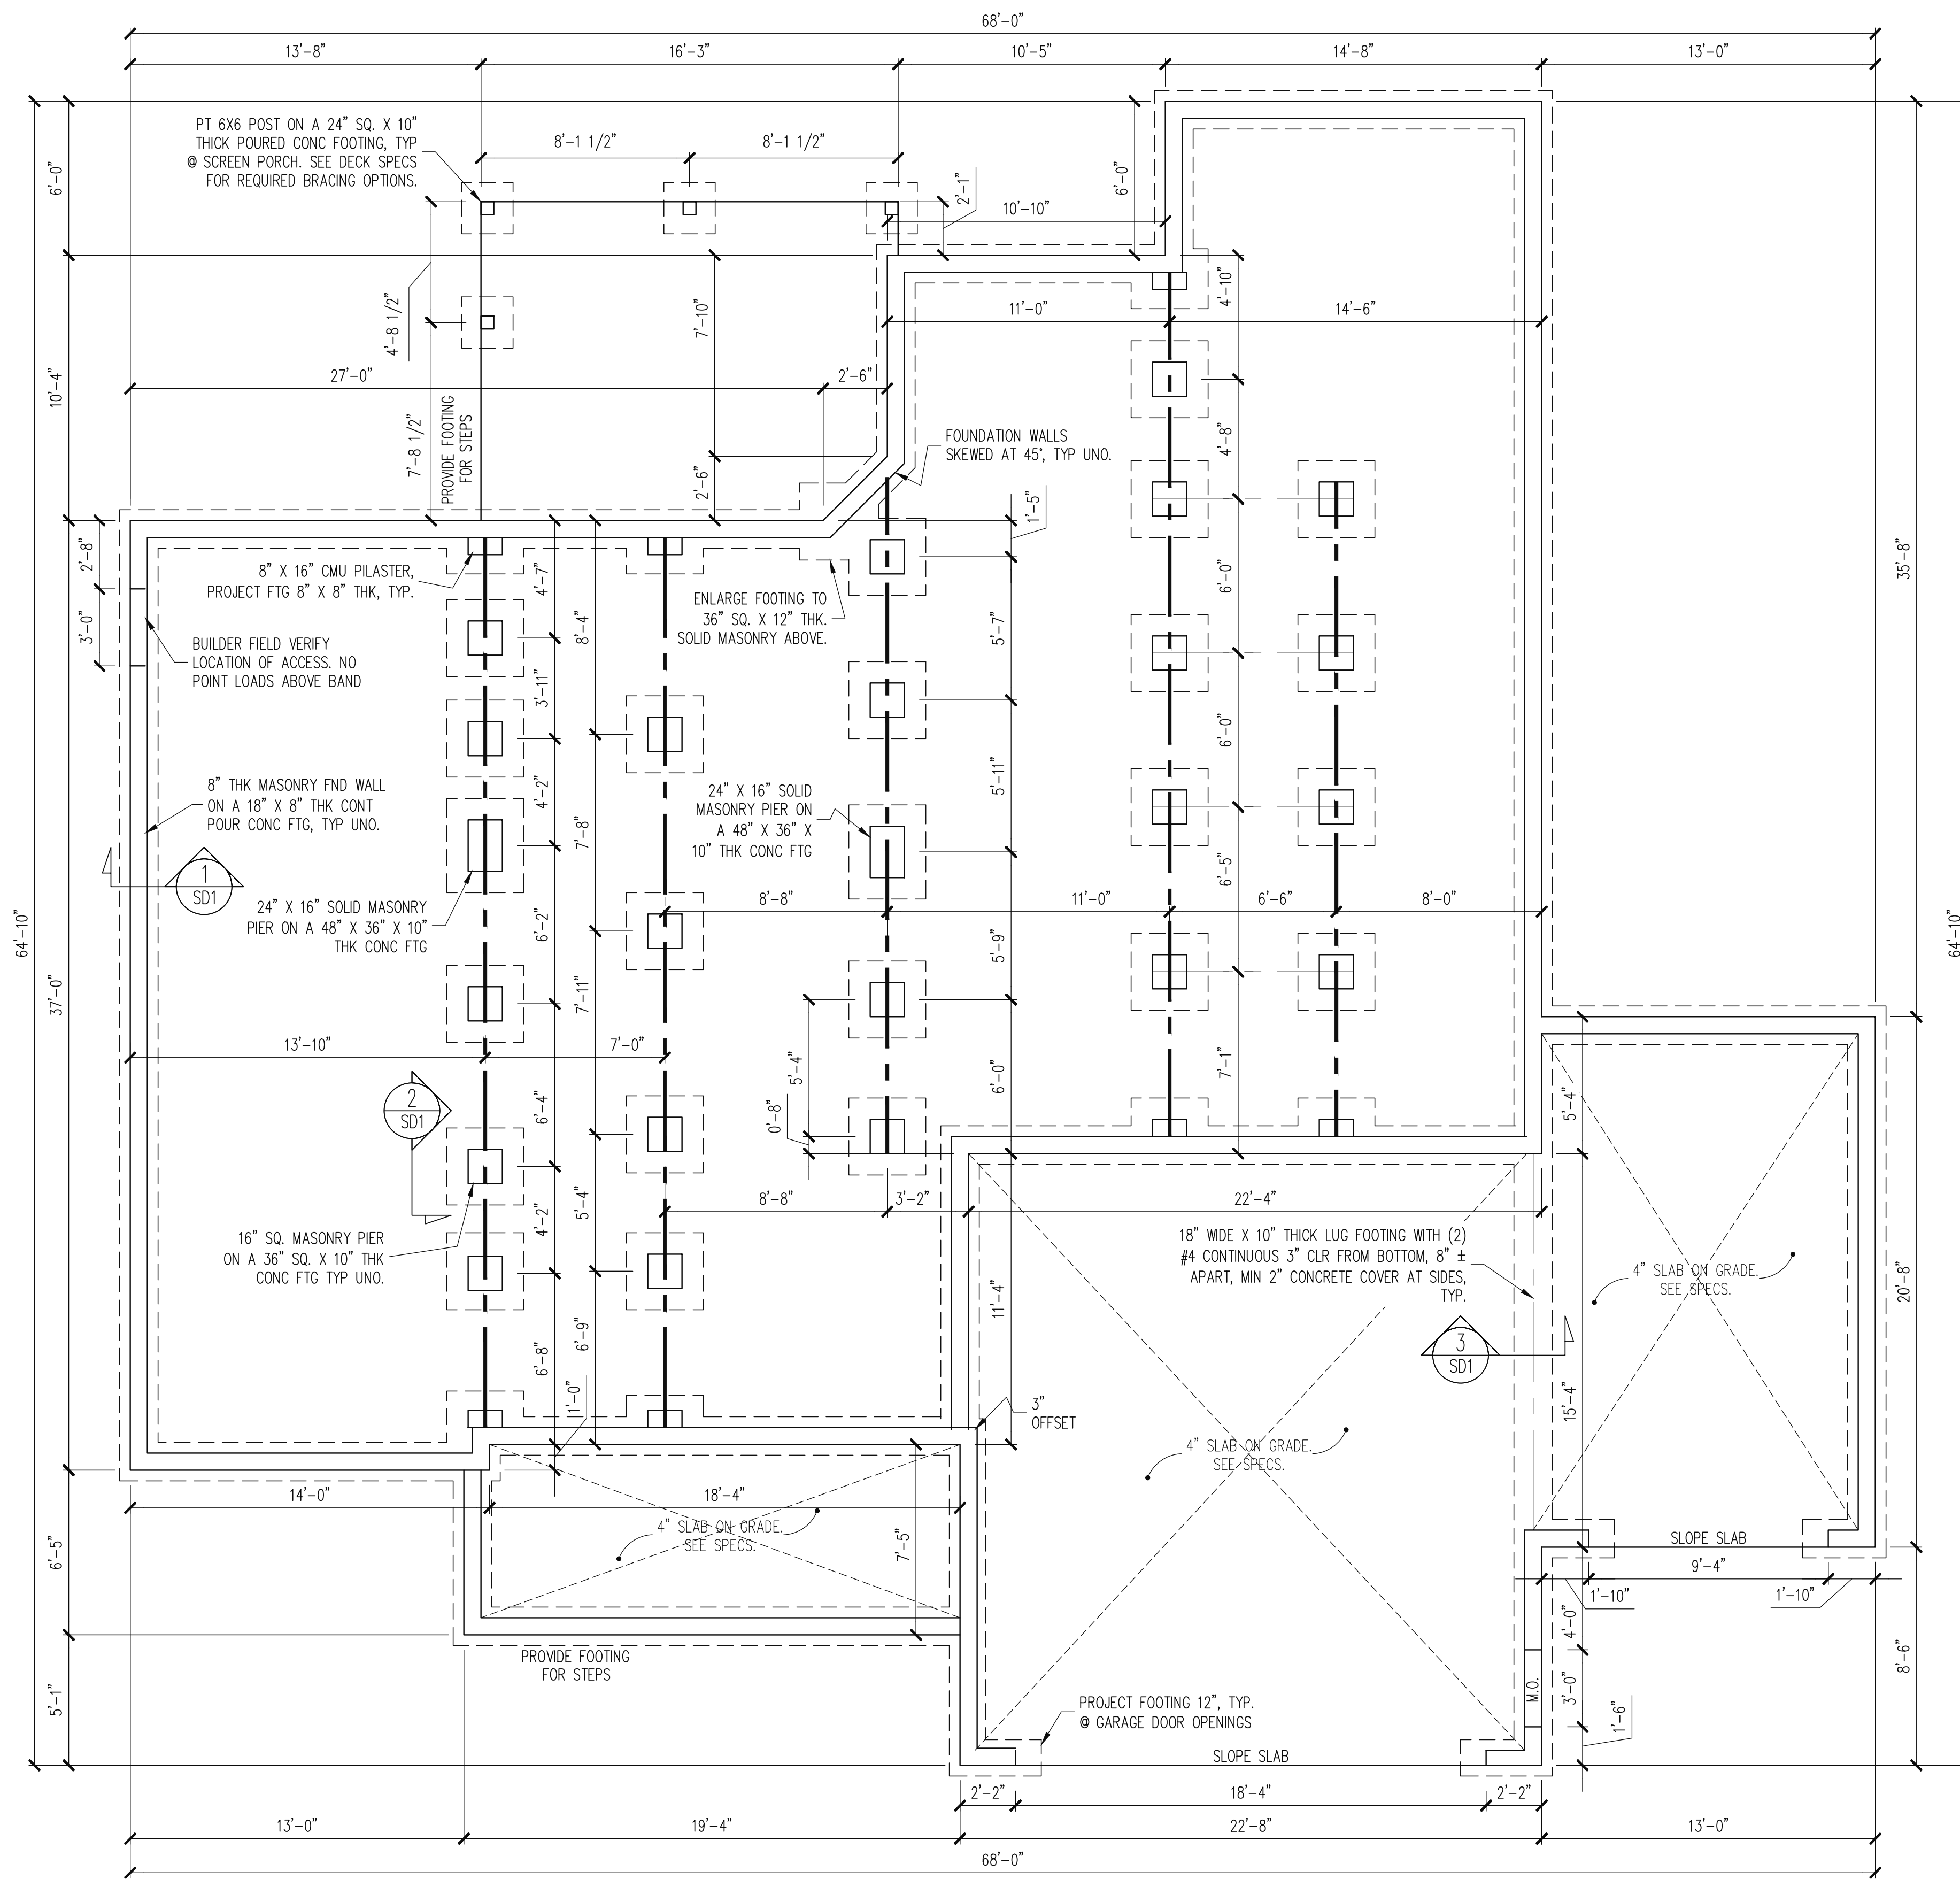 68'-0"
13'-8"
16'-3"
10'-5"
14'-8"
13'-0"
PT 6X6 POST ON A 24" SQ. X 10"
THICK POURED CONC FOOTING, TYP
@ SCREEN PORCH. SEE DECK SPECS
FOR REQUIRED BRACING OPTIONS.
8'-1 1/2"
8'-1 1/2"
6'-0"
2'-1"
6'-0"
10'-10"
4'-8 1/2"
7'-10"
4'-10"
11'-0"
14'-6"
10'-4"
27'-0"
2'-6"
7'-8 1/2"
PROVIDE FOOTING
FOR STEPS
2'-6"
FOUNDATION WALLS
SKEWED AT 45°, TYP UNO.
4'-8"
1'-5"
2'-8"
3'-0"
8" X 16" CMU PILASTER,
PROJECT FTG 8" X 8" THK, TYP.
4'-7"
8'-4"
ENLARGE FOOTING TO
36" SQ. X 12" THK.
SOLID MASONRY ABOVE.
5'-7"
6'-0"
35'-8"
BUILDER FIELD VERIFY
LOCATION OF ACCESS. NO
POINT LOADS ABOVE BAND
3'-11"
5'-11"
6'-0"
8" THK MASONRY FND WALL
ON A 18" X 8" THK CONT
POUR CONC FTG, TYP UNO.
4'-2"
7'-8"
24" X 16" SOLID
MASONRY PIER ON
A 48" X 36" X
10" THK CONC FTG
6'-5"
1
SD1
24" X 16" SOLID MASONRY
PIER ON A 48" X 36" X 10"
THK CONC FTG
6'-2"
8'-8"
11'-0"
6'-6"
8'-0"
64'-10"
64'-10"
37'-0"
7'-11"
5'-9"
13'-10"
7'-0"
5'-4"
0'-8"
6'-0"
7'-1"
5'-4"
2
SD1
6'-4"
8'-8"
3'-2"
22'-4"
16" SQ. MASONRY PIER
ON A 36" SQ. X 10" THK
CONC FTG TYP UNO.
4'-2"
5'-4"
18" WIDE X 10" THICK LUG FOOTING WITH (2)
#4 CONTINUOUS 3" CLR FROM BOTTOM, 8" ±
APART, MIN 2" CONCRETE COVER AT SIDES,
TYP.
4" SLAB ON GRADE.
SEE SPECS.
20'-8"
11'-4"
6'-8"
6'-9"
1'-0"
3
SD1
3"
OFFSET
15'-4"
4" SLAB ON GRADE.
SEE SPECS.
14'-0"
18'-4"
4" SLAB ON GRADE.
SEE SPECS.
7'-5"
6'-5"
SLOPE SLAB
9'-4"
1'-10"
1'-10"
4'-0"
PROVIDE FOOTING
FOR STEPS
5'-1"
8'-6"
PROJECT FOOTING 12", TYP.
@ GARAGE DOOR OPENINGS
M.O.
3'-0"
1'-6"
SLOPE SLAB
2'-2"
18'-4"
2'-2"
13'-0"
19'-4"
22'-8"
13'-0"
68'-0"